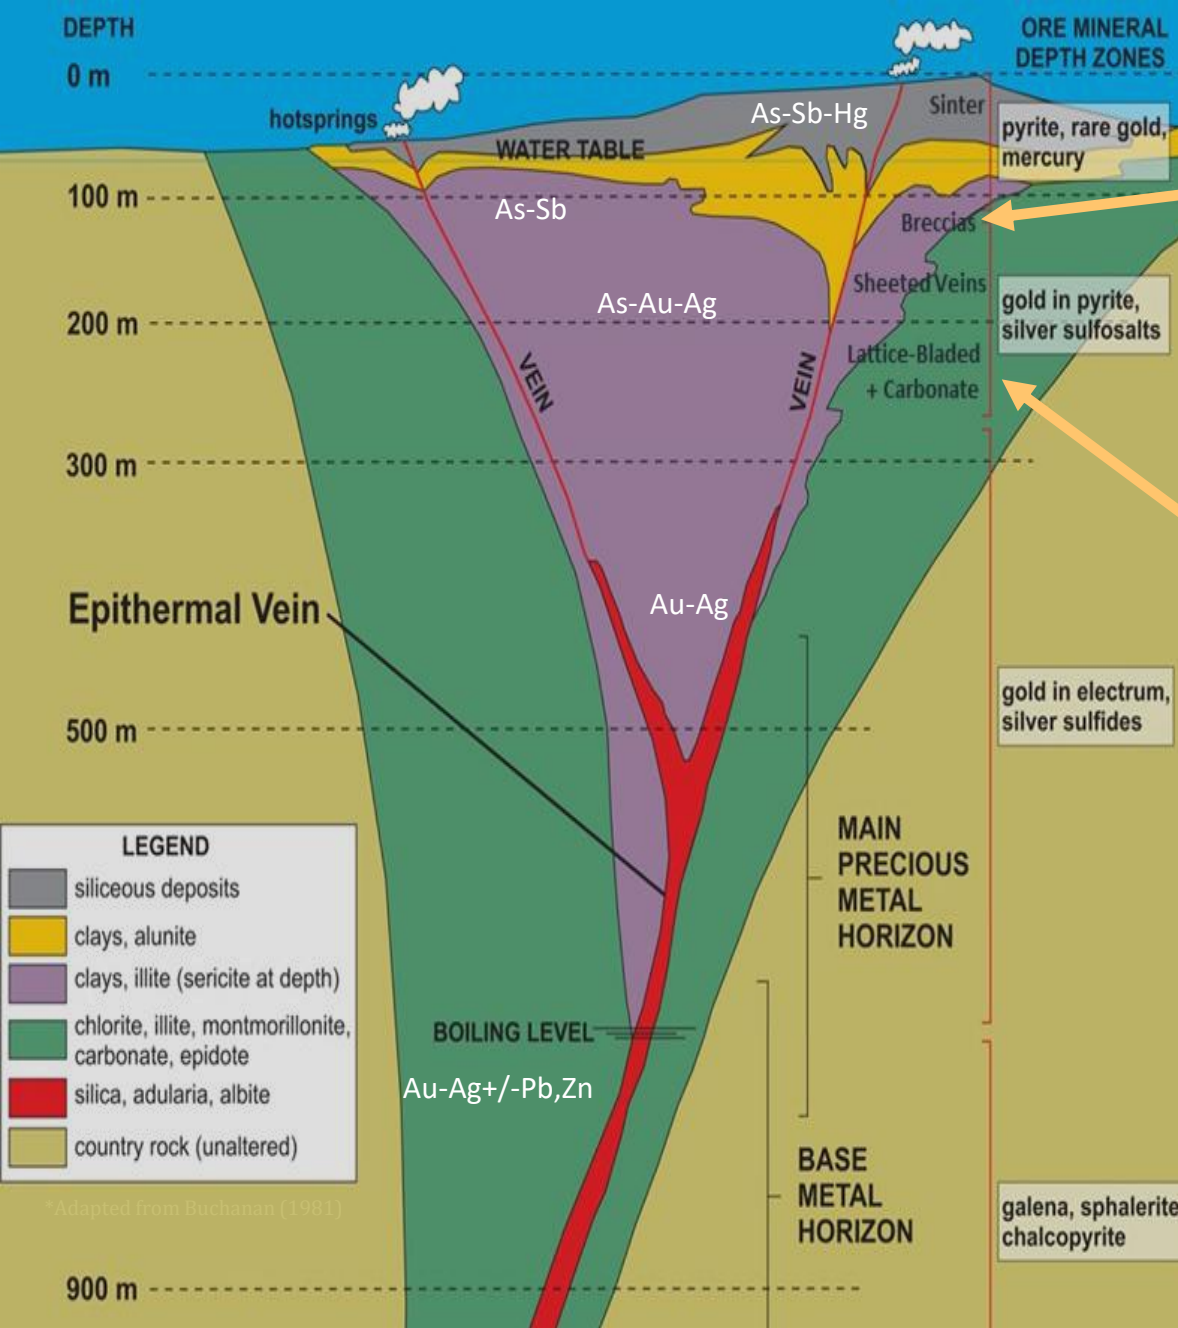 DEPTH
ORE MINERAL
DEPTH ZONES
0 m
hotsprings
As-Sb-Hg
Sinter
pyrite, rare gold,
mercury
WATER TABLE
100 m
As-Sb
Breccias
Sheeted Veins
As-Au-Ag
gold in pyrite,
silver sulfosalts
200 m
VEIN
VEIN
Lattice-Bladed
+ Carbonate
300 m
Epithermal Vein
Au-Ag
gold in electrum,
silver sulfides
500 m
MAIN
PRECIOUS
METAL
HORIZON
LEGEND
siliceous deposits
clays, alunite
clays, illite (sericite at depth)
chlorite, illite, montmorillonite,
carbonate, epidote
silica, adularia, albite
country rock (unaltered)
BOILING LEVEL
Au-Ag+/-Pb,Zn
BASE
METAL
HORIZON
galena, sphalerite
chalcopyrite
*Adapted from Buchanan (1981)
900 m